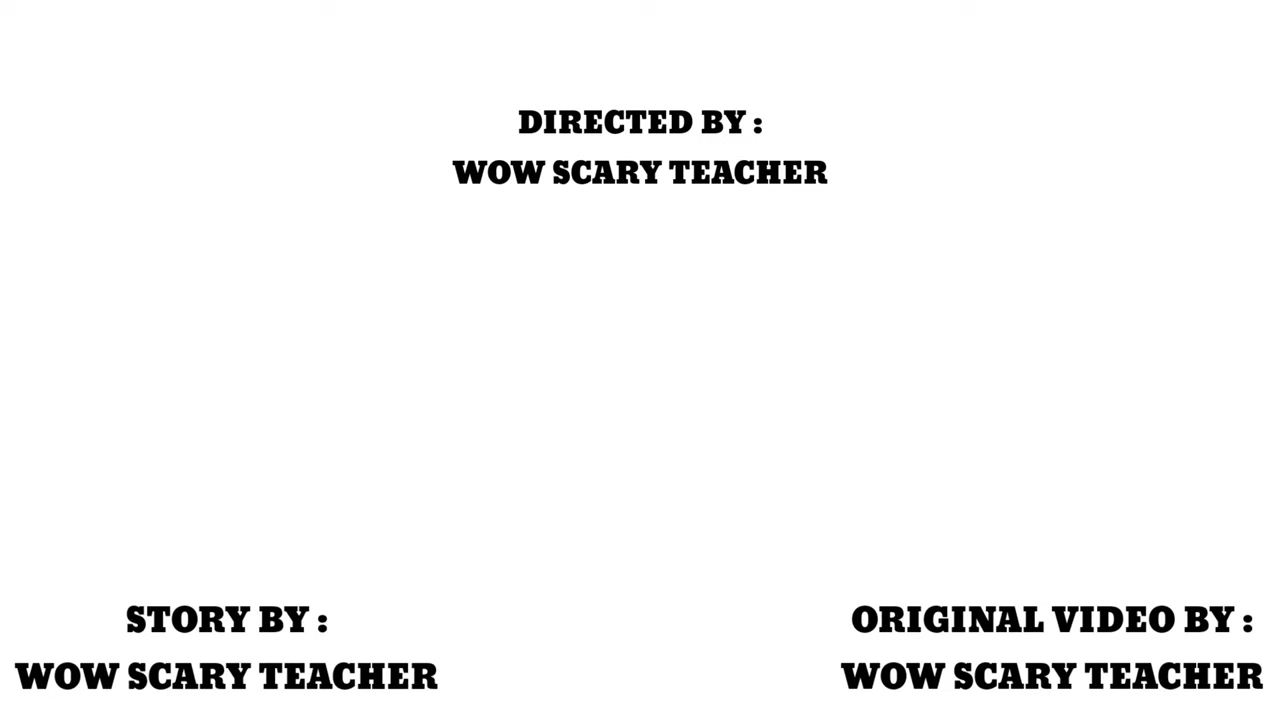 DIRECTED BY :
WOW SCARY TEACHER
STORY BY :
WOW SCARY TEACHER
ORIGINAL VIDEO BY :
WOW SCARY TEACHER